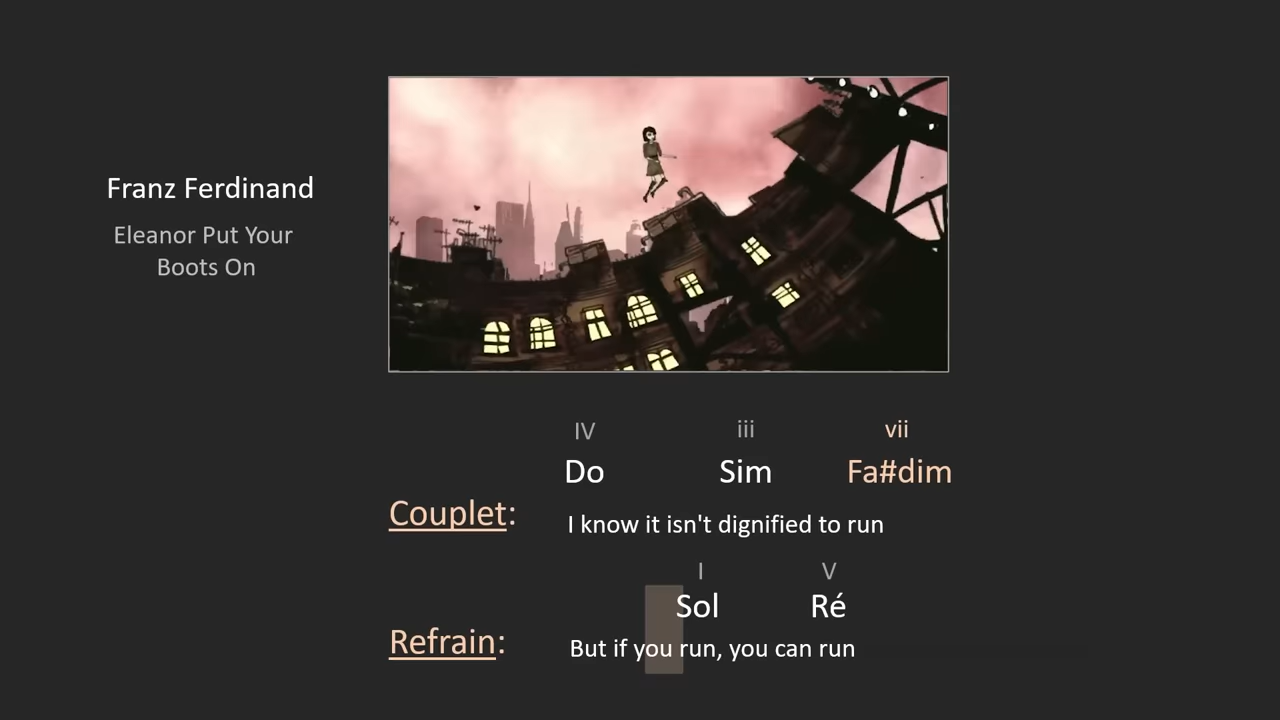 Franz Ferdinand
Eleanor Put Your
Boots On
IV iii vii
Do Sim Fa#dim
Couplet: I know it isn't dignified to run
I V
Sol Ré
Refrain: But if you run, you can run